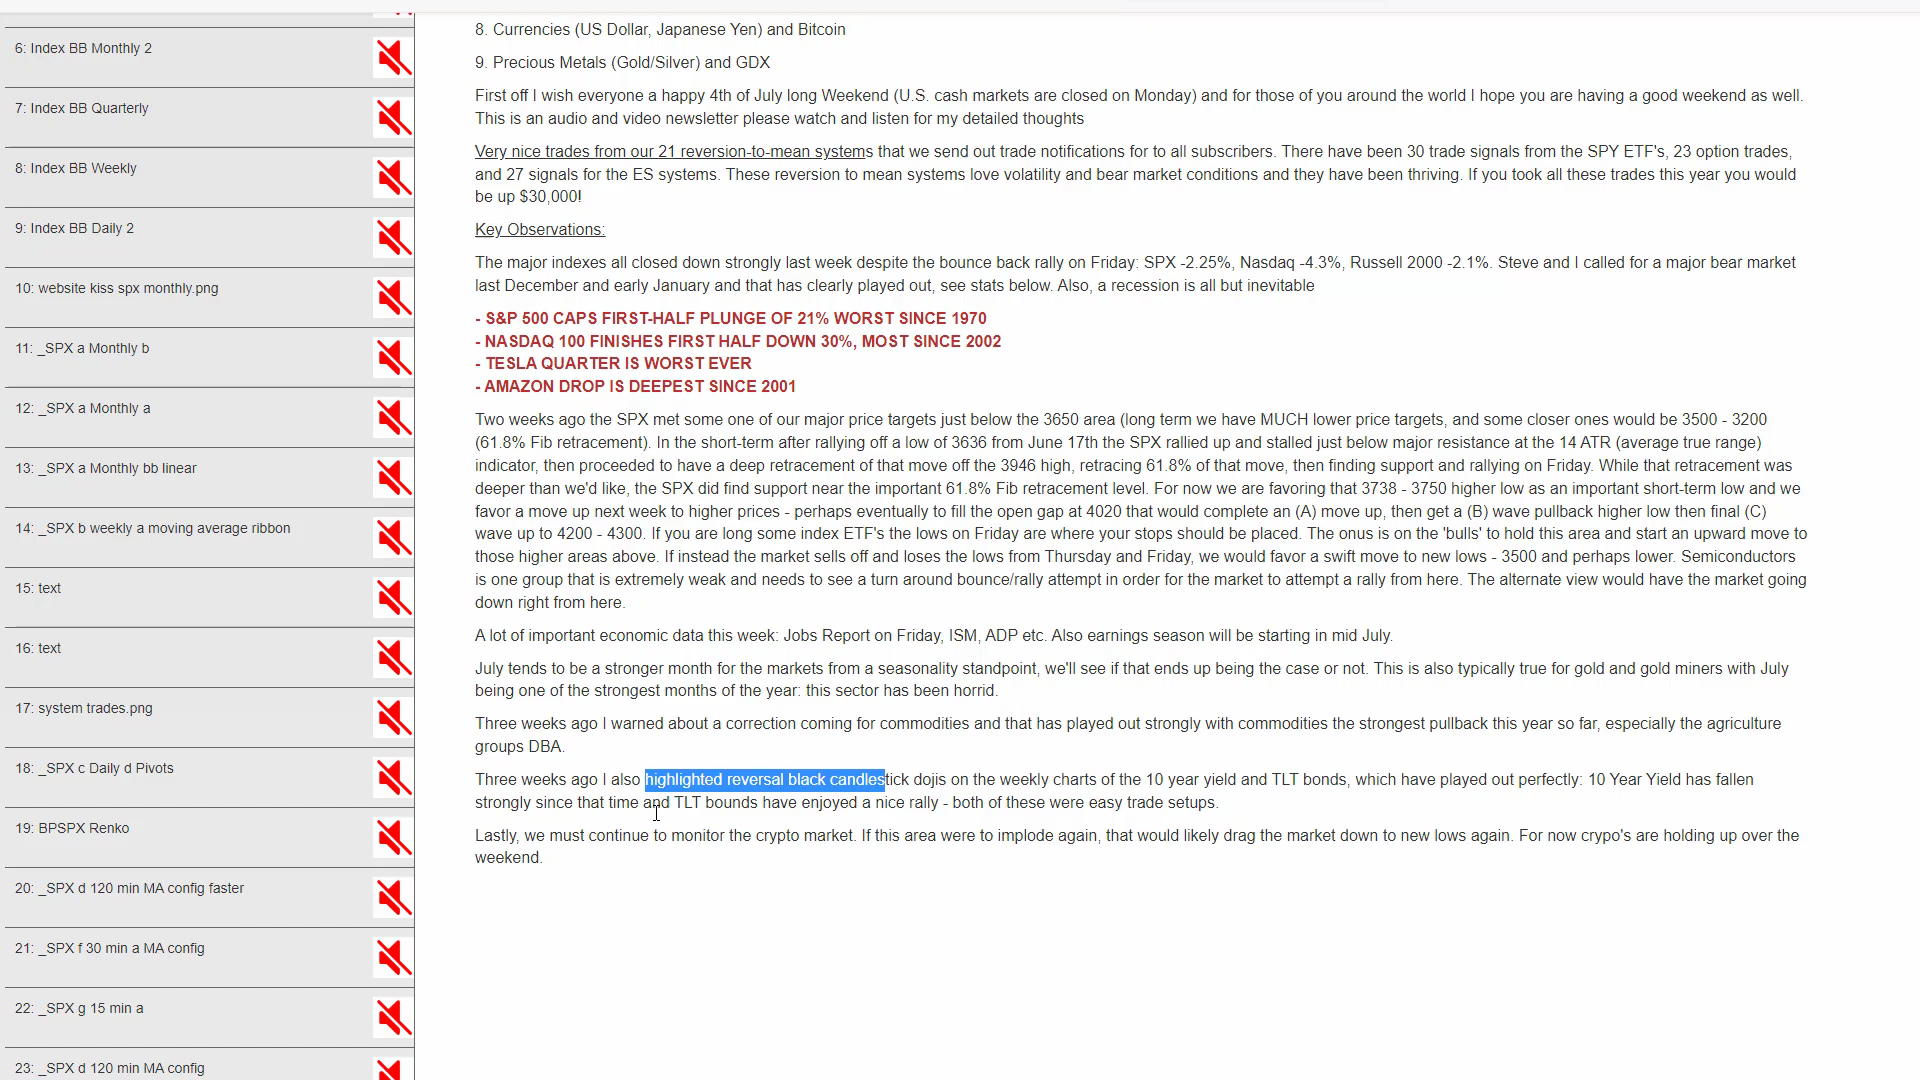 6: Index BB Monthly 2
7: Index BB Quarterly
8: Index BB Weekly
9: Index BB Daily 2
10: website kiss spx monthly.png
11: _SPX a Monthly b
12: _SPX a Monthly a
13: _SPX a Monthly bb linear
14: _SPX b weekly a moving average ribbon
15: text
16: text
17: system trades.png
18: _SPX c Daily d Pivots
19: BPSPX Renko
20: _SPX d 120 min MA config faster
21: _SPX f 30 min a MA config
22: _SPX g 15 min a
23: _SPX d 120 min MA config
8. Currencies (US Dollar, Japanese Yen) and Bitcoin
9. Precious Metals (Gold/Silver) and GDX
First off I wish everyone a happy 4th of July long Weekend (U.S. cash markets are closed on Monday) and for those of you around the world I hope you are having a good weekend as well.
This is an audio and video newsletter please watch and listen for my detailed thoughts
Very nice trades from our 21 reversion-to-mean systems that we send out trade notifications for to all subscribers. There have been 30 trade signals from the SPY ETF's, 23 option trades,
and 27 signals for the ES systems. These reversion to mean systems love volatility and bear market conditions and they have been thriving. If you took all these trades this year you would
be up $30,000!
Key Observations:
The major indexes all closed down strongly last week despite the bounce back rally on Friday: SPX -2.25%, Nasdaq -4.3%, Russell 2000 -2.1%. Steve and I called for a major bear market
last December and early January and that has clearly played out, see stats below. Also, a recession is all but inevitable
- S&P 500 CAPS FIRST-HALF PLUNGE OF 21% WORST SINCE 1970
- NASDAQ 100 FINISHES FIRST HALF DOWN 30%, MOST SINCE 2002
- TESLA QUARTER IS WORST EVER
- AMAZON DROP IS DEEPEST SINCE 2001
Two weeks ago the SPX met some one of our major price targets just below the 3650 area (long term we have MUCH lower price targets, and some closer ones would be 3500 - 3200
(61.8% Fib retracement). In the short-term after rallying off a low of 3636 from June 17th the SPX rallied up and stalled just below major resistance at the 14 ATR (average true range)
indicator, then proceeded to have a deep retracement of that move off the 3946 high, retracing 61.8% of that move, then finding support and rallying on Friday. While that retracement was
deeper than we'd like, the SPX did find support near the important 61.8% Fib retracement level. For now we are favoring that 3738 - 3750 higher low as an important short-term low and we
favor a move up next week to higher prices - perhaps eventually to fill the open gap at 4020 that would complete an (A) move up, then get a (B) wave pullback higher low then final (C)
wave up to 4200 - 4300. If you are long some index ETF's the lows on Friday are where your stops should be placed. The onus is on the 'bulls' to hold this area and start an upward move to
those higher areas above. If instead the market sells off and loses the lows from Thursday and Friday, we would favor a swift move to new lows - 3500 and perhaps lower. Semiconductors
is one group that is extremely weak and needs to see a turn around bounce/rally attempt in order for the market to attempt a rally from here. The alternate view would have the market going
down right from here.
A lot of important economic data this week: Jobs Report on Friday, ISM, ADP etc. Also earnings season will be starting in mid July.
July tends to be a stronger month for the markets from a seasonality standpoint, we'll see if that ends up being the case or not. This is also typically true for gold and gold miners with July
being one of the strongest months of the year: this sector has been horrid.
Three weeks ago I warned about a correction coming for commodities and that has played out strongly with commodities the strongest pullback this year so far, especially the agriculture
groups DBA.
Three weeks ago I also highlighted reversal black candlestick dojis on the weekly charts of the 10 year yield and TLT bonds, which have played out perfectly: 10 Year Yield has fallen
strongly since that time and TLT bounds have enjoyed a nice rally - both of these were easy trade setups.
Lastly, we must continue to monitor the crypto market. If this area were to implode again, that would likely drag the market down to new lows again. For now crypo's are holding up over the
weekend.